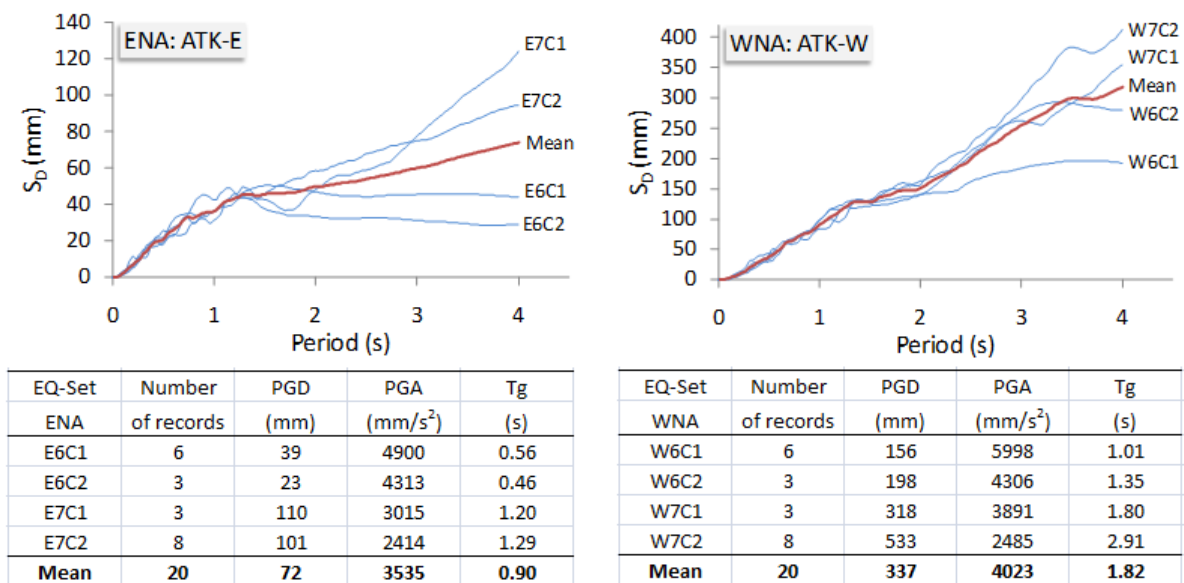 ENA: ATK-E
140
120
100
80
60
40
20
0
S_D (mm)
E7C1
E7C2
Mean
E6C1
E6C2
0 1 2 3 4
Period (s)
WNA: ATK-W
400
350
300
250
200
150
100
50
0
S_D (mm)
W7C2
W7C1
Mean
W6C2
W6C1
0 1 2 3 4
Period (s)
EQ-Set Number PGD PGA Tg
ENA of records (mm) (mm/s²) (s)
E6C1 6 39 4900 0.56
E6C2 3 23 4313 0.46
E7C1 3 110 3015 1.20
E7C2 8 101 2414 1.29
Mean 20 72 3535 0.90
EQ-Set Number PGD PGA Tg
WNA of records (mm) (mm/s²) (s)
W6C1 6 156 5998 1.01
W6C2 3 198 4306 1.35
W7C1 3 318 3891 1.80
W7C2 8 533 2485 2.91
Mean 20 337 4023 1.82